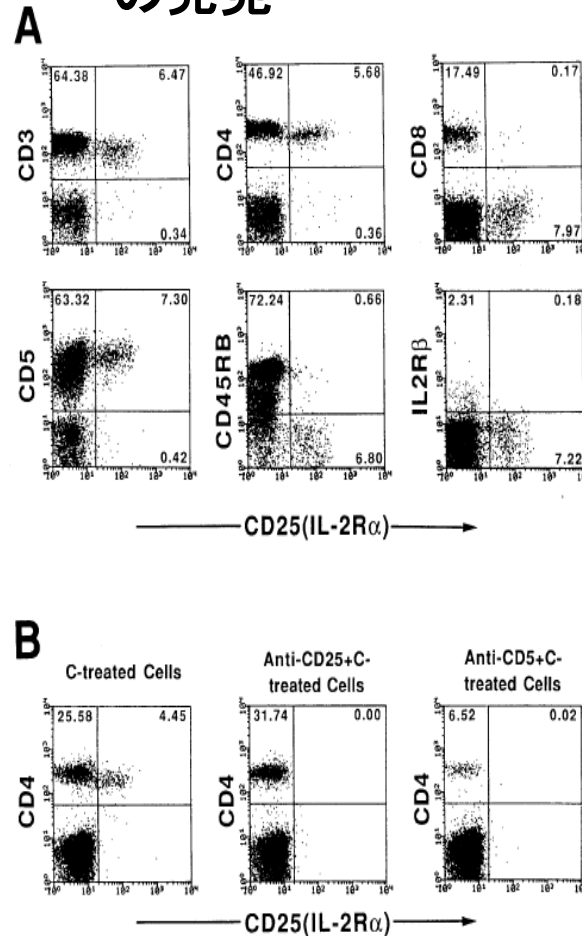 の発見
A
64.38 6.47
CD3
0.34
46.92 5.68
CD4
0.36
17.49 0.17
CD8
7.97
63.32 7.30
CD5
0.42
72.24 0.66
CD45RB
6.80
2.31 0.18
IL2Rβ
7.22
CD25(IL-2Rα)
B
C-treated Cells
25.58 4.45
CD4
Anti-CD25+C-
treated Cells
31.74 0.00
CD4
Anti-CD5+C-
treated Cells
6.52 0.02
CD4
CD25(IL-2Rα)